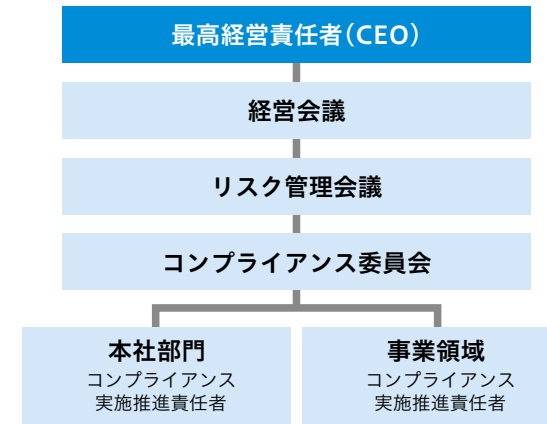 最高経営責任者（CEO）
経営会議
リスク管理会議
コンプライアンス委員会
本社部門
コンプライアンス
実施推進責任者
事業領域
コンプライアンス
実施推進責任者